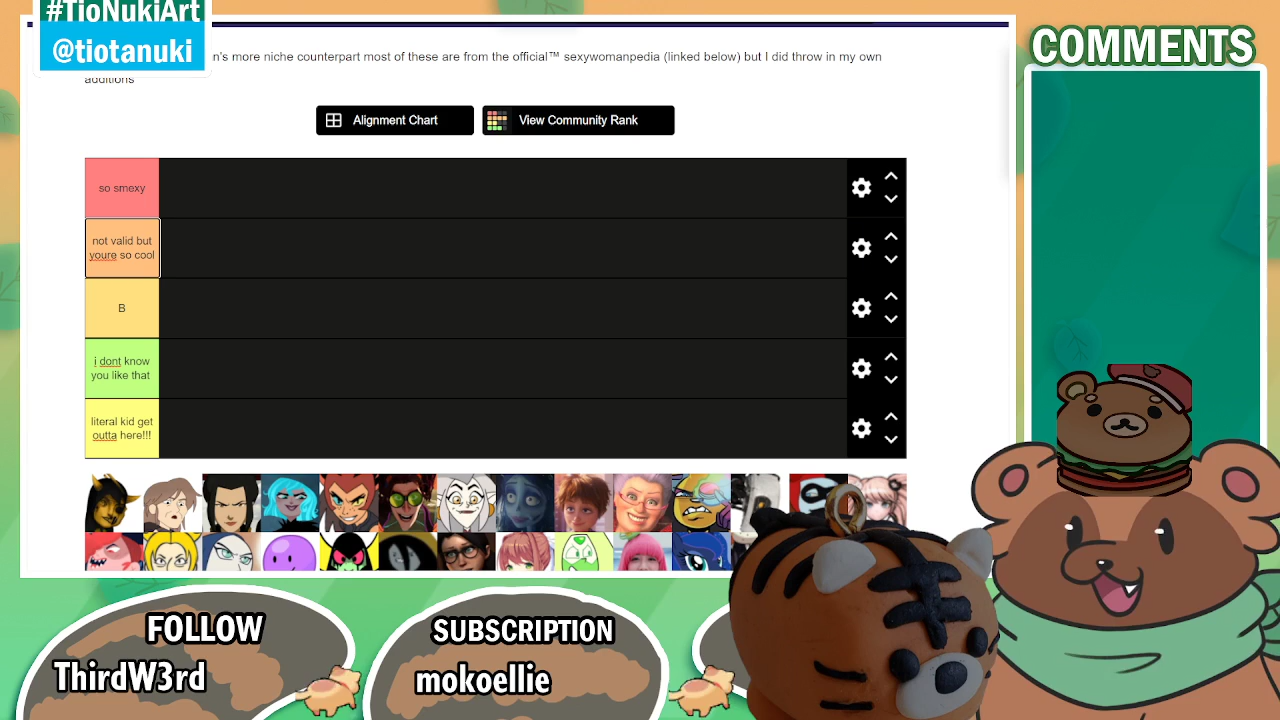 #TioNukiArt
@tiotanuki
n's more niche counterpart most of these are from the official™ sexywomanpedia (linked below) but I did throw in my own
additions
COMMENTS
Alignment Chart
View Community Rank
so smexy
not valid but
youre so cool
B
i dont know
you like that
literal kid get
outta here!!!
FOLLOW
ThirdW3rd
SUBSCRIPTION
mokoellie